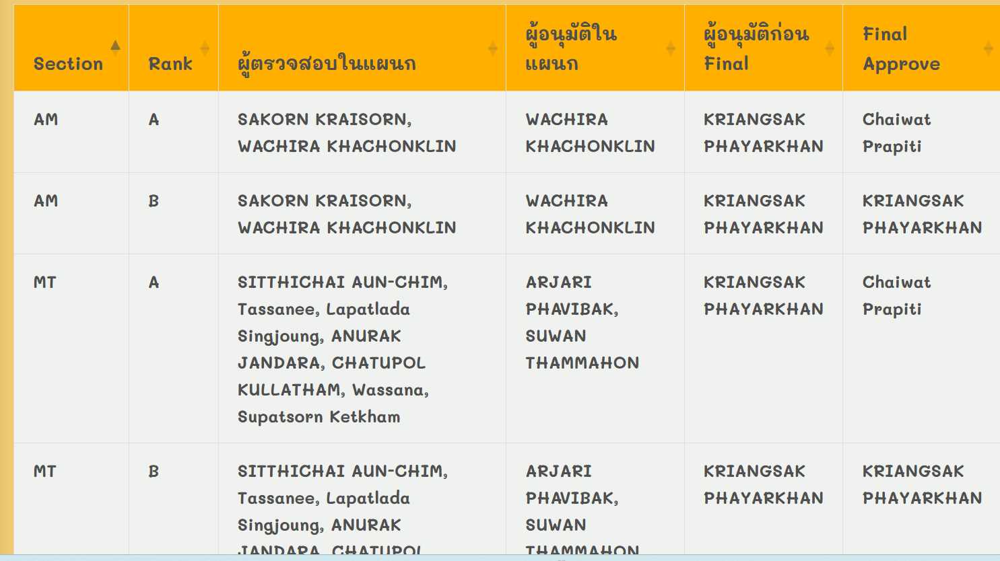 Section
Rank
ผู้ตรวจสอบในแผนก
ผู้อนุมัติใน
แผนก
ผู้อนุมัติก่อน
Final
Final
Approve
AM
A
SAKORN KRAISORN,
WACHIRA KHACHONKLIN
WACHIRA
KHACHONKLIN
KRIANGSAK
PHAYARKHAN
Chaiwat
Prapiti
AM
B
SAKORN KRAISORN,
WACHIRA KHACHONKLIN
WACHIRA
KHACHONKLIN
KRIANGSAK
PHAYARKHAN
KRIANGSAK
PHAYARKHAN
MT
A
SITTHICHAI AUN-CHIM,
Tassanee, Lapatlada
Singjoung, ANURAK
JANDARA, CHATUPOL
KULLATHAM, Wassana,
Supatsorn Ketkham
ARJARI
PHAVIBAK,
SUWAN
THAMMAHON
KRIANGSAK
PHAYARKHAN
Chaiwat
Prapiti
MT
B
SITTHICHAI AUN-CHIM,
Tassanee, Lapatlada
Singjoung, ANURAK
JANDARA, CHATUPOL
ARJARI
PHAVIBAK,
SUWAN
THAMMAHON
KRIANGSAK
PHAYARKHAN
KRIANGSAK
PHAYARKHAN